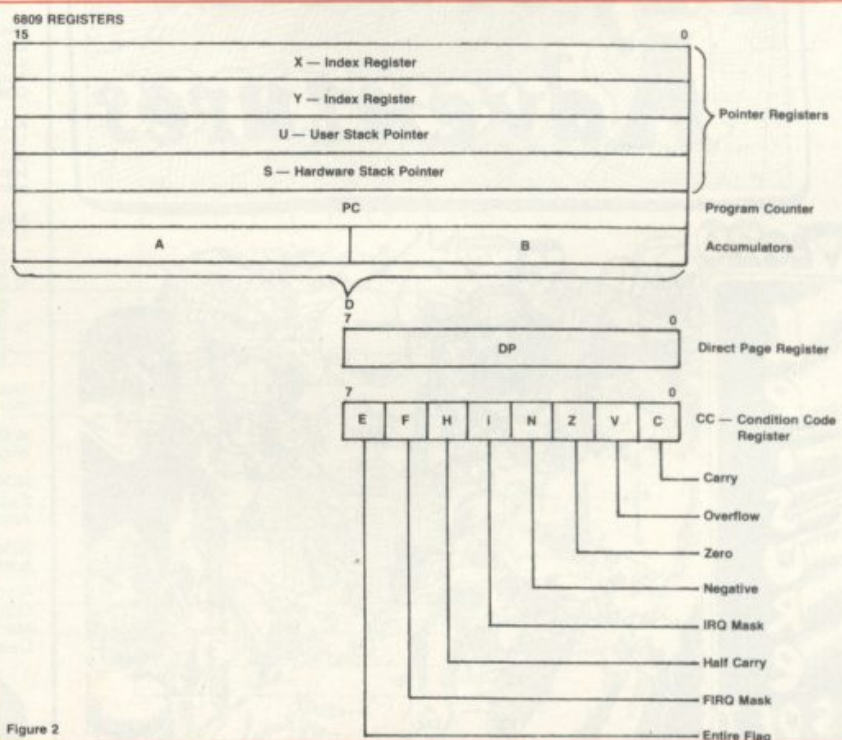 6809 REGISTERS
15 0
X — Index Register
Y — Index Register
U — User Stack Pointer
S — Hardware Stack Pointer
Pointer Registers
PC
Program Counter
A B
Accumulators
D
7 0
DP
Direct Page Register
7 0
E F H I N Z V C
CC — Condition Code
Register
Carry
Overflow
Zero
Negative
IRQ Mask
Half Carry
FIRQ Mask
Entire Flag
Figure 2